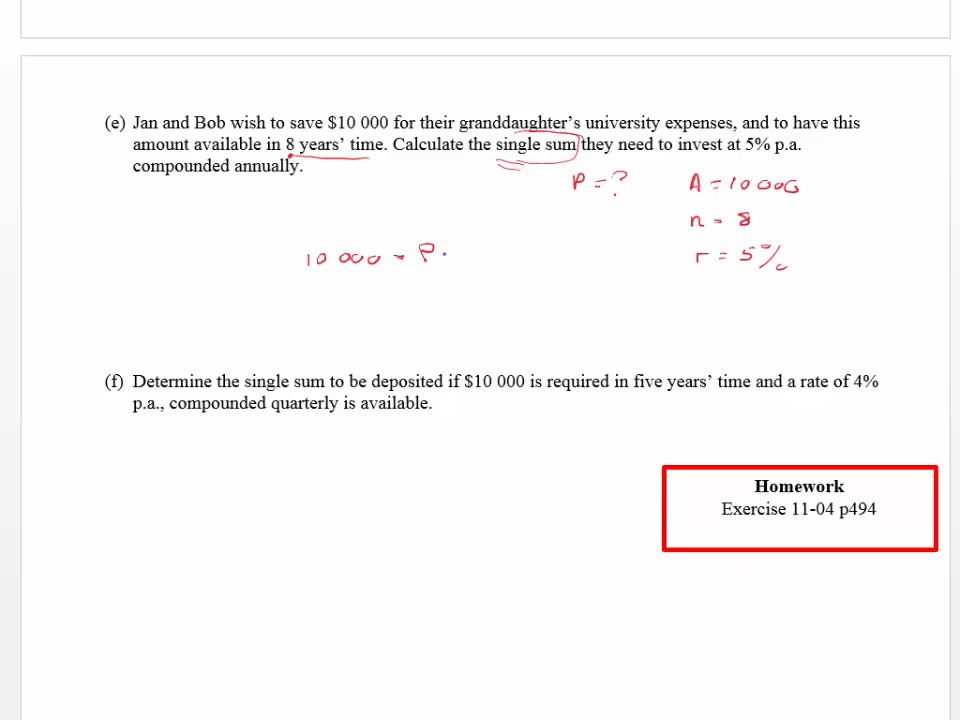 (e) Jan and Bob wish to save $10 000 for their granddaughter's university expenses, and to have this
amount available in 8 years' time. Calculate the single sum they need to invest at 5% p.a.
compounded annually.
P = ? A = 10 000
n = 8
10 000 = P r = 5%
(f) Determine the single sum to be deposited if $10 000 is required in five years' time and a rate of 4%
p.a., compounded quarterly is available.
Homework
Exercise 11-04 p494